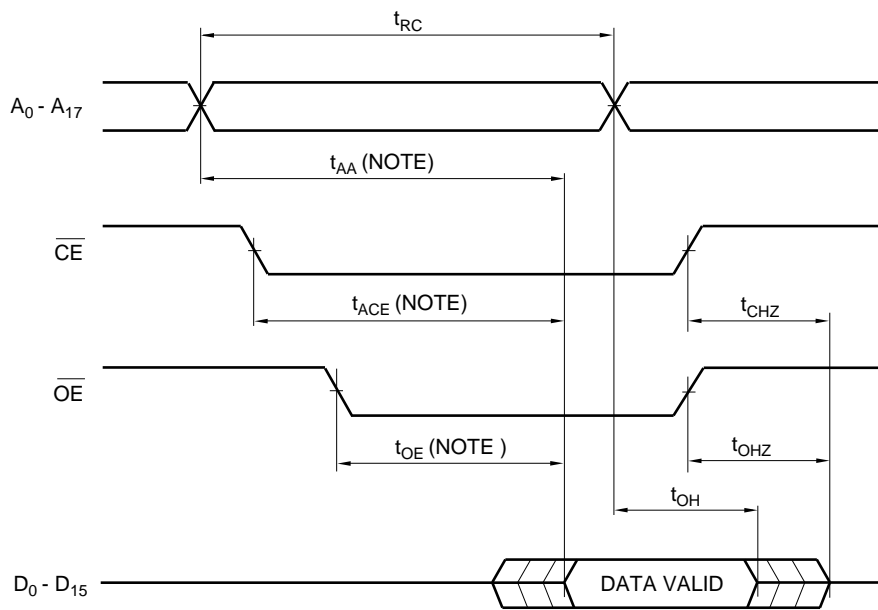 tRC
A0 - A17
tAA (NOTE)
CE
tACE (NOTE)
tCHZ
OE
tOE (NOTE )
tOHZ
tOH
D0 - D15
DATA VALID